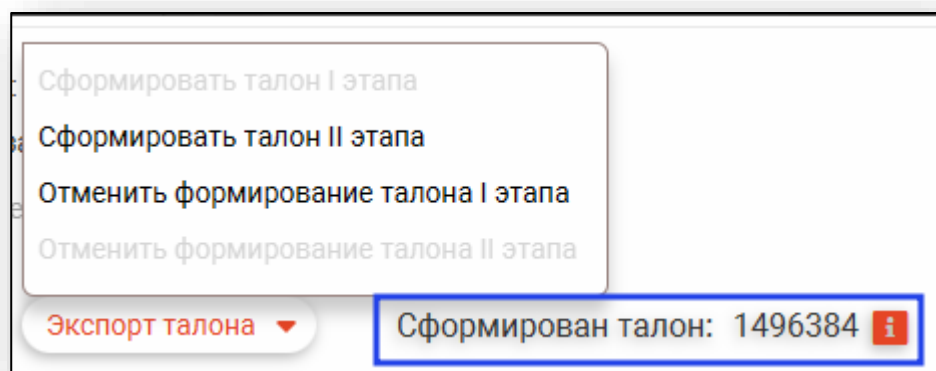 Сформировать талон I этапа
Сформировать талон II этапа
Отменить формирование талона I этапа
Отменить формирование талона II этапа
Экспорт талона
Сформирован талон: 1496384 i